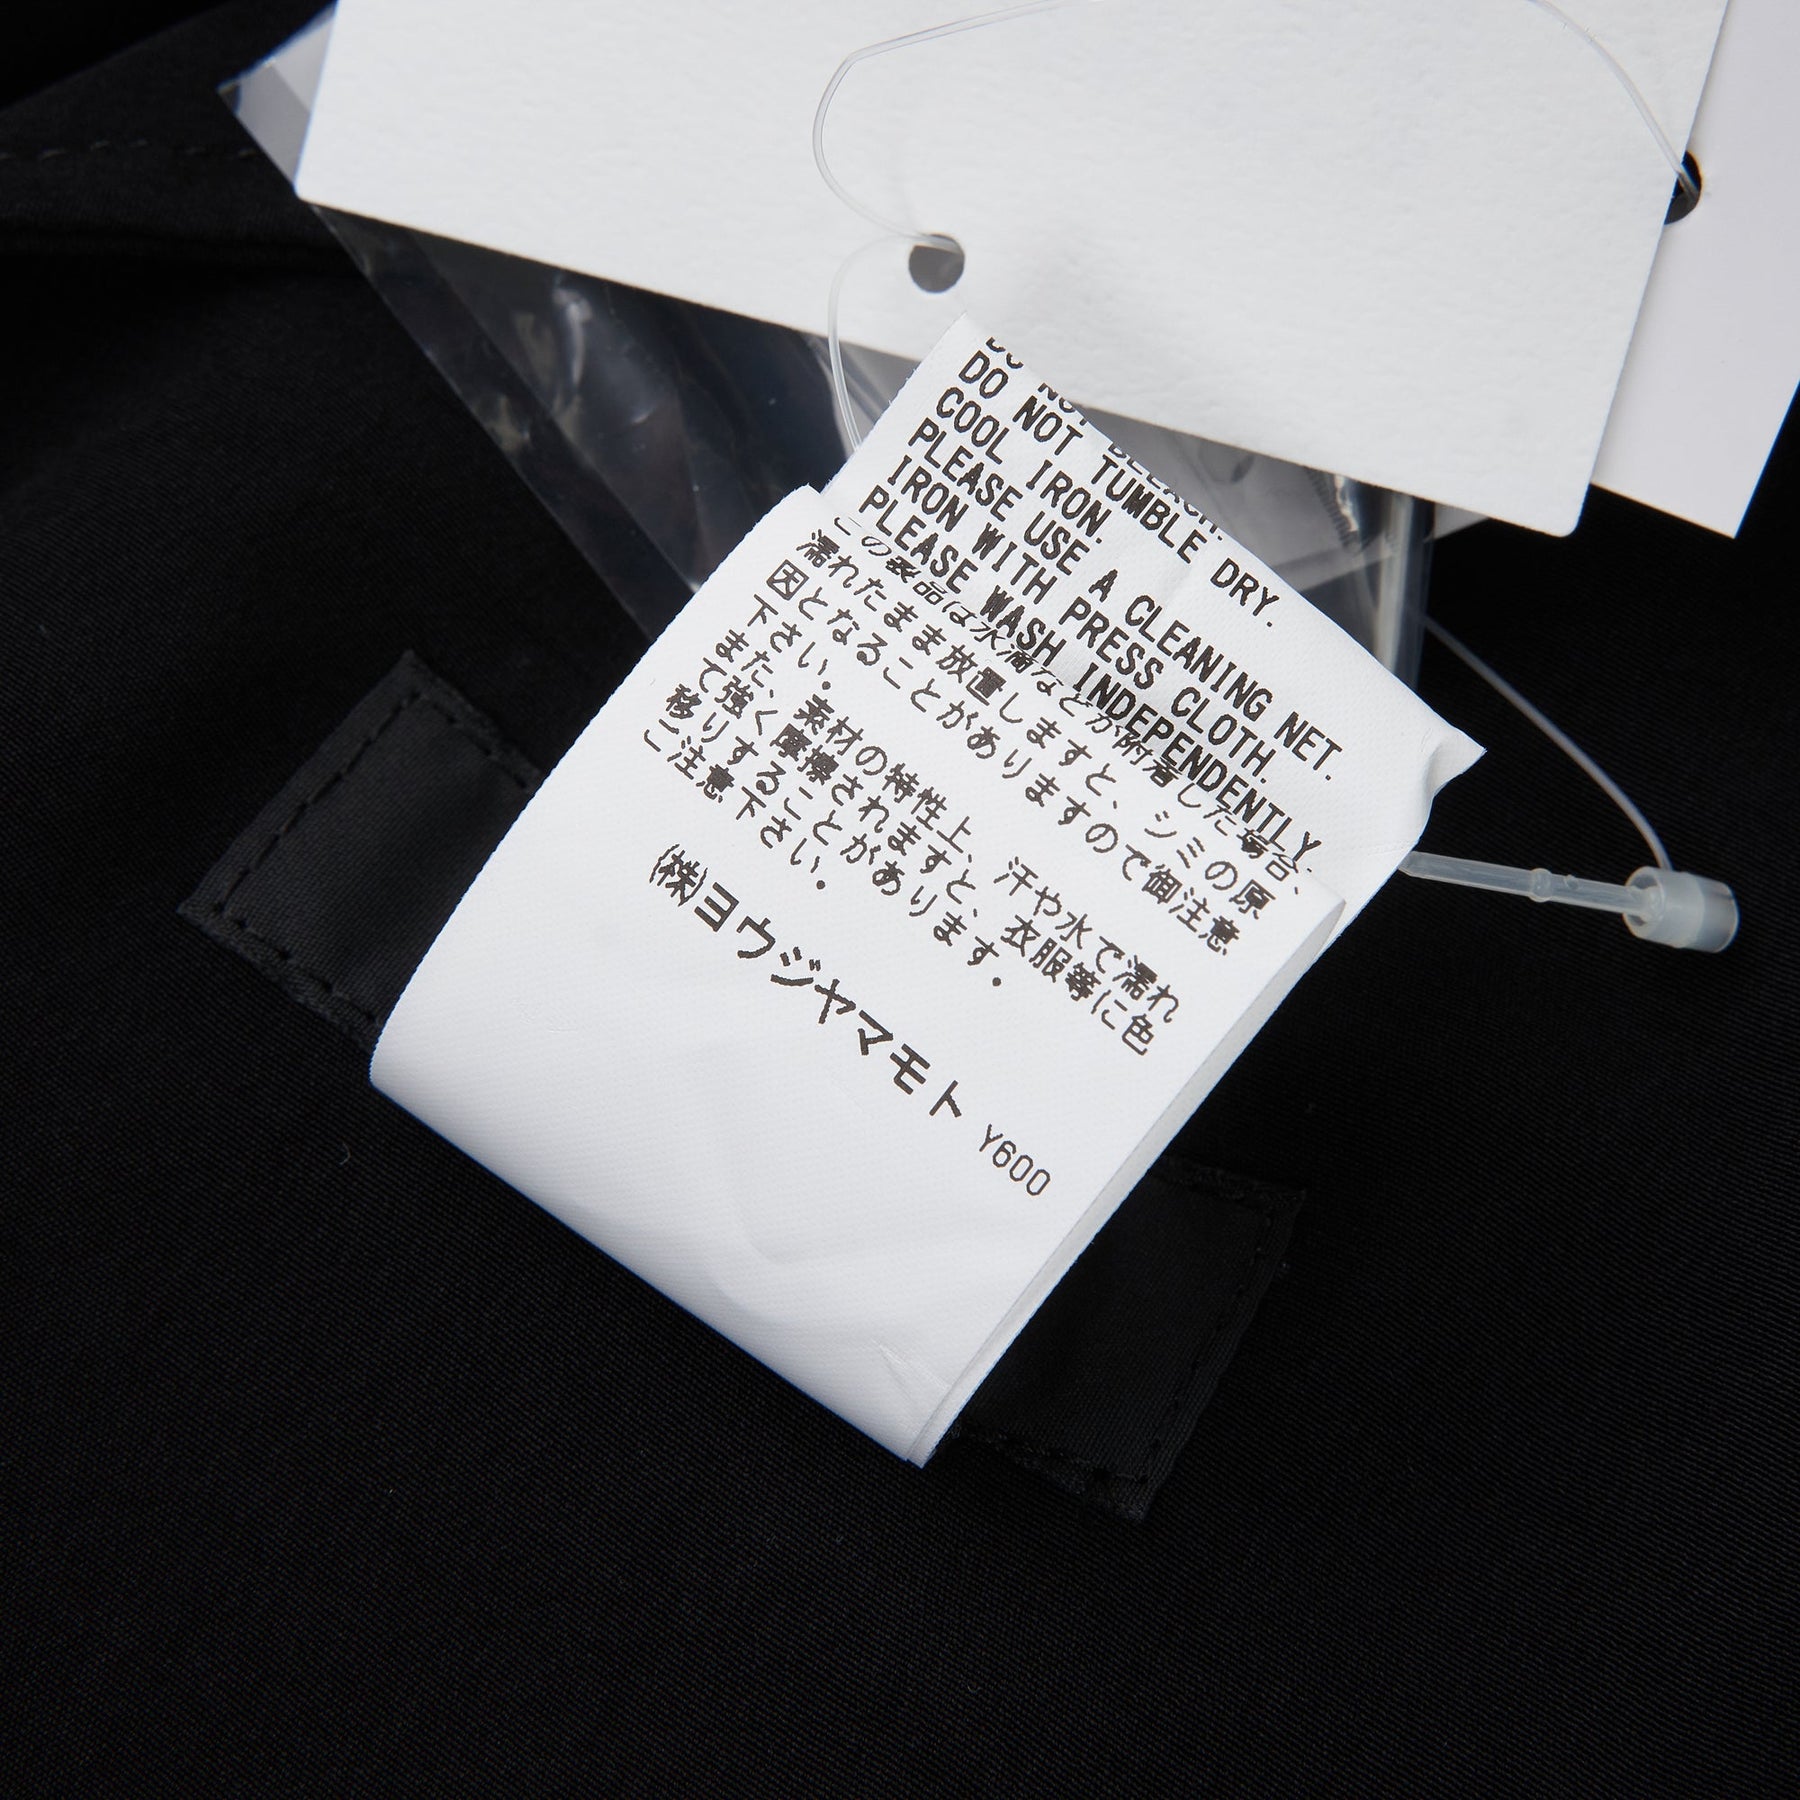 DO NOT BLEACH.
DO NOT TUMBLE DRY.
COOL IRON.
PLEASE USE A CLEANING NET.
IRON WITH PRESS CLOTH.
PLEASE WASH INDEPENDENTLY.
この製品は水滴などが附着した場合、
濡れたまま放置しますと、シミの原
因となることがありますので御注意
下さい．
また、素材の特性上、汗や水で濡れ
て強く摩擦されますと、衣服等に色
移りすることがあります．
ご注意下さい．
㈱ヨウジヤマモト Y600